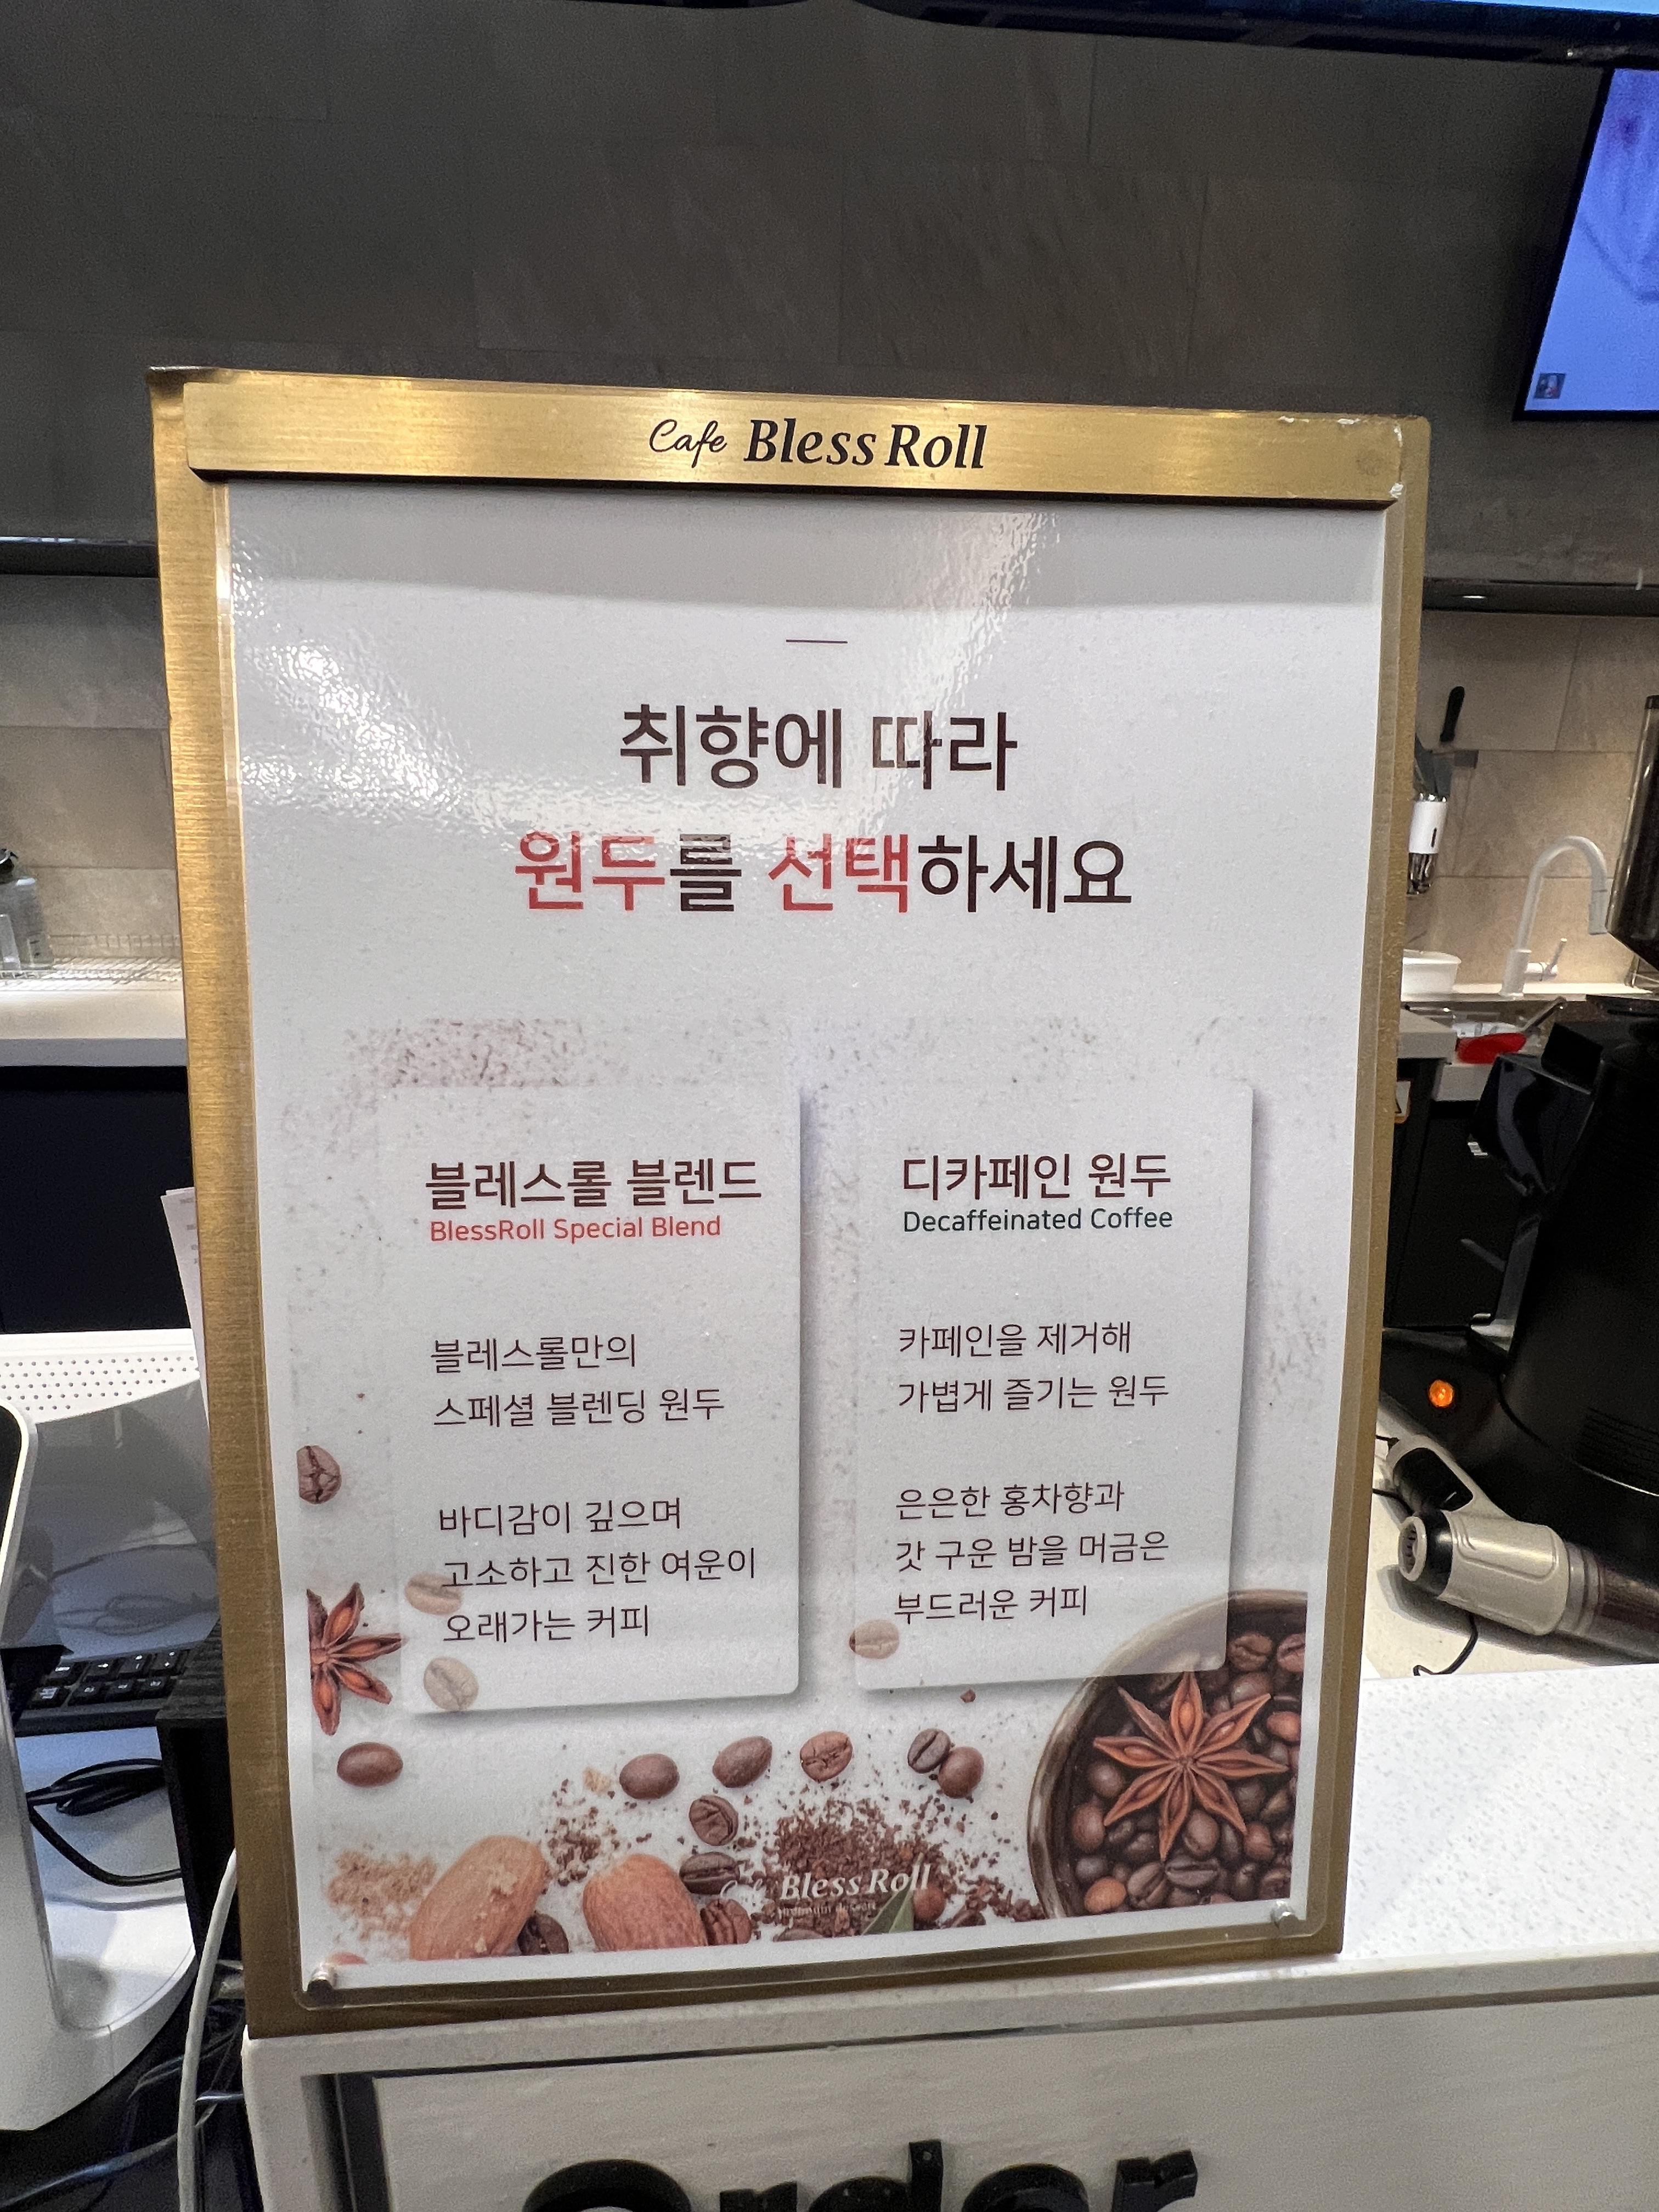 Cafe Bless Roll
취향에 따라
원두를 선택하세요
블레스롤 블렌드
BlessRoll Special Blend
블레스롤만의
스페셜 블렌딩 원두
바디감이 깊으며
고소하고 진한 여운이
오래가는 커피
디카페인 원두
Decaffeinated Coffee
카페인을 제거해
가볍게 즐기는 원두
은은한 홍차향과
갓 구운 밤을 머금은
부드러운 커피
Cafe Bless Roll
Order